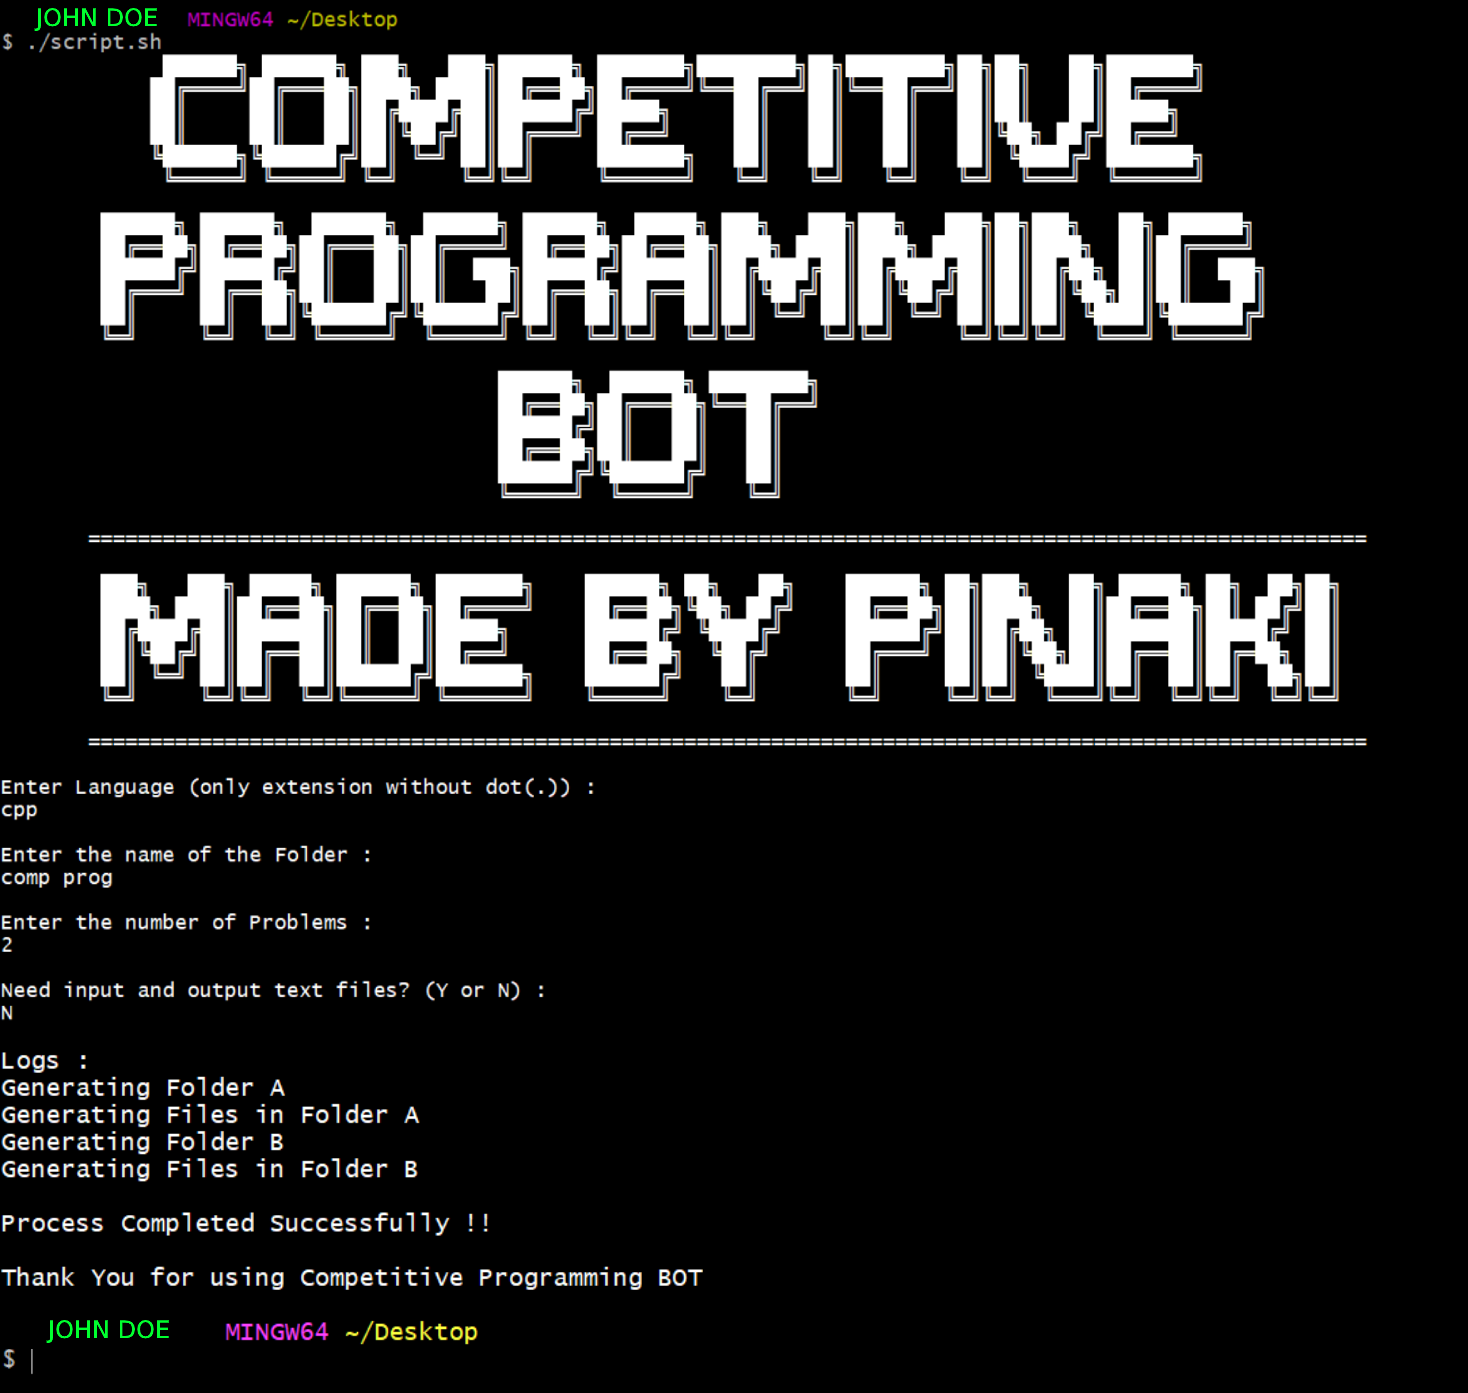 JOHN DOE MINGW64 ~/Desktop
$ ./script.sh
COMPETITIVE
PROGRAMMING
BOT
=======================================================================================================
MADE BY PINAKI
=======================================================================================================
Enter Language (only extension without dot(.)) :
cpp
Enter the name of the Folder :
comp prog
Enter the number of Problems :
2
Need input and output text files? (Y or N) :
N
Logs :
Generating Folder A
Generating Files in Folder A
Generating Folder B
Generating Files in Folder B
Process Completed Successfully !!
Thank You for using Competitive Programming BOT
JOHN DOE MINGW64 ~/Desktop
$